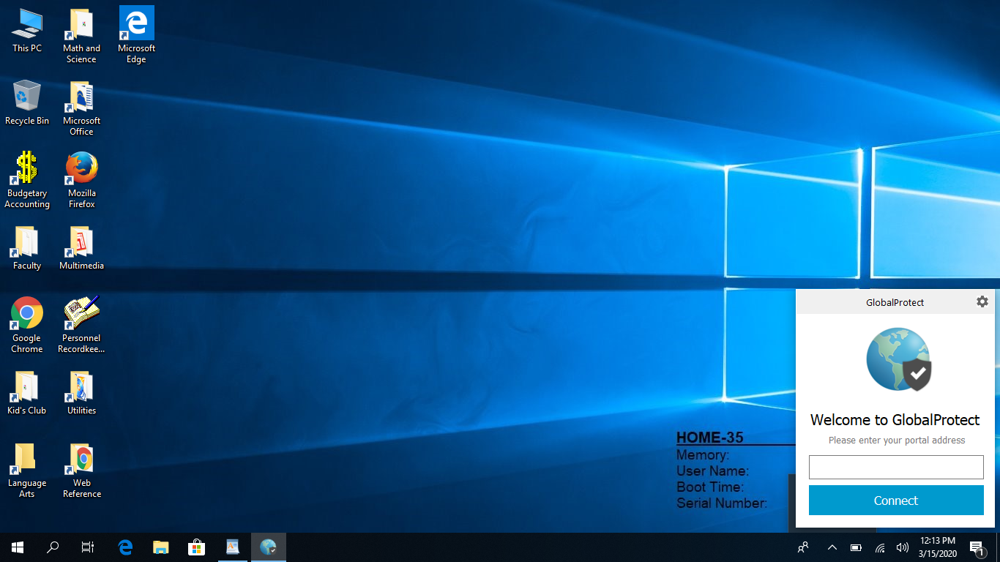 This PC
Math and
Science
Microsoft
Edge
Recycle Bin
Microsoft
Office
Budgetary
Accounting
Mozilla
Firefox
Faculty
Multimedia
Google
Chrome
Personnel
Recordkee...
Kid's Club
Utilities
Language
Arts
Web
Reference
HOME-35
Memory:
User Name:
Boot Time:
Serial Number:
GlobalProtect
Welcome to GlobalProtect
Please enter your portal address
Connect
12:13 PM
3/15/2020
1